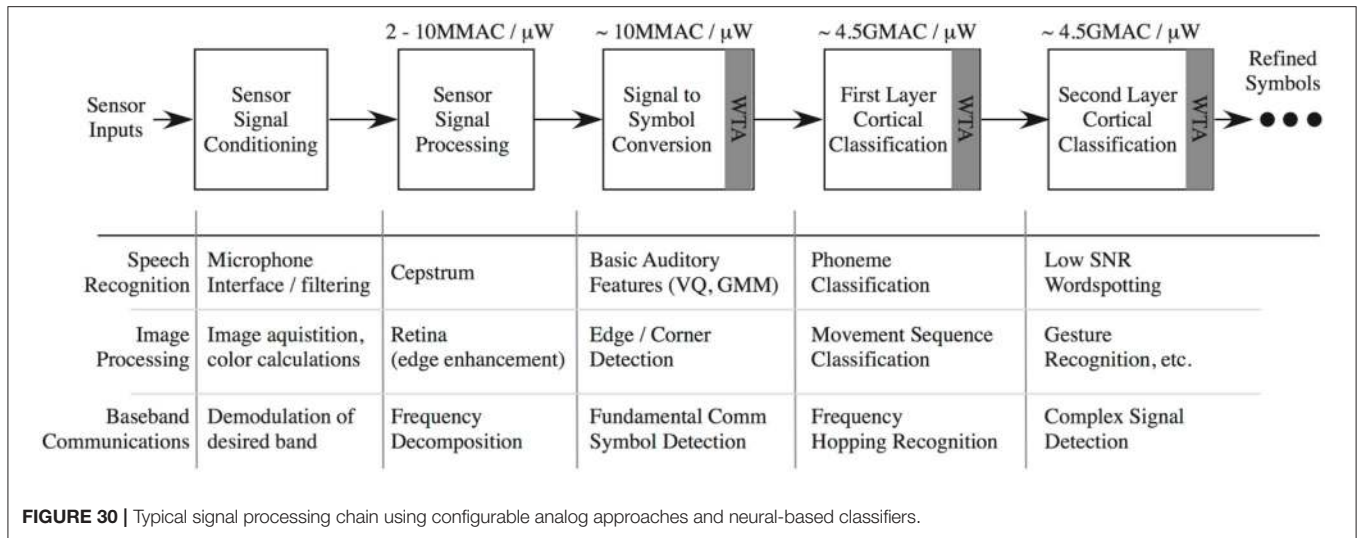 2 - 10MMAC / μW
~ 10MMAC / μW
~ 4.5GMAC / μW
~ 4.5GMAC / μW
Sensor
Inputs
Sensor
Signal
Conditioning
Sensor
Signal
Processing
Signal to
Symbol
Conversion
WTA
First Layer
Cortical
Classification
WTA
Second Layer
Cortical
Classification
WTA
Refined
Symbols
Speech
Recognition
Microphone
Interface / filtering
Cepstrum
Basic Auditory
Features (VQ, GMM)
Phoneme
Classification
Low SNR
Wordspotting
Image
Processing
Image aquistition,
color calculations
Retina
(edge enhancement)
Edge / Corner
Detection
Movement Sequence
Classification
Gesture
Recognition, etc.
Baseband
Communications
Demodulation of
desired band
Frequency
Decomposition
Fundamental Comm
Symbol Detection
Frequency
Hopping Recognition
Complex Signal
Detection
FIGURE 30 | Typical signal processing chain using configurable analog approaches and neural-based classifiers.